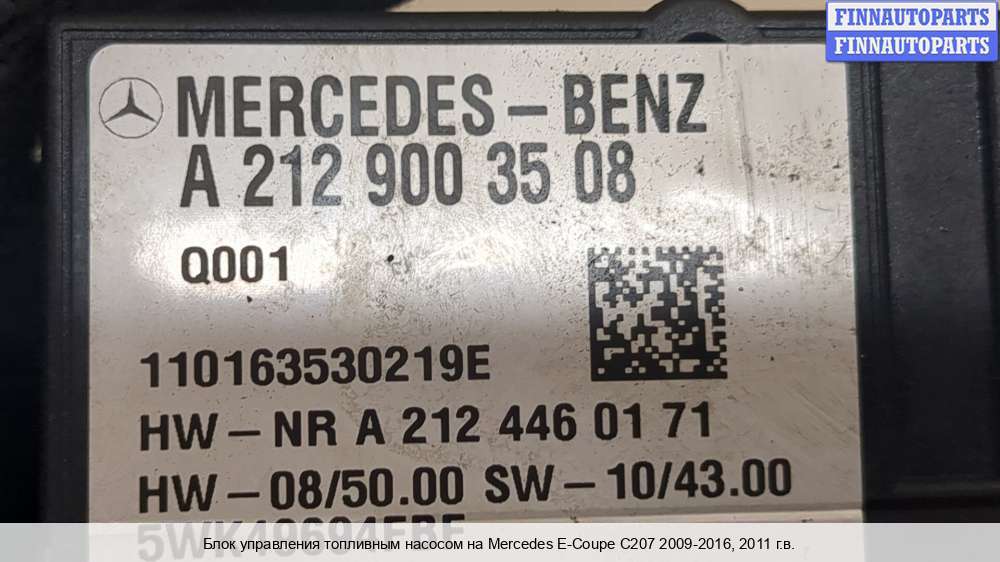 FINNAUTOPARTS
FINNAUTOPARTS
MERCEDES-BENZ
A 212 900 35 08
Q001
110163530219E
HW-NR A 212 446 01 71
HW-08/50.00 SW-10/43.00
Блок управления топливным насосом на Mercedes E-Coupe C207 2009-2016, 2011 г.в.